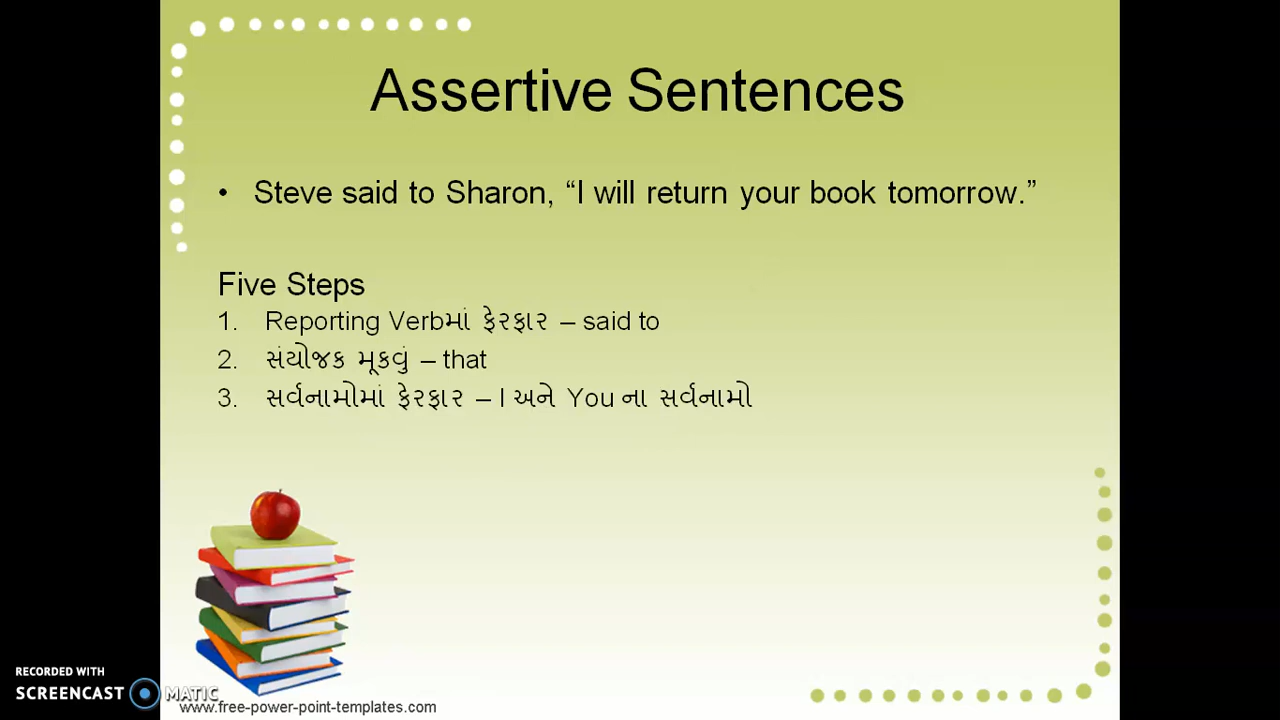 Assertive Sentences
• Steve said to Sharon, “I will return your book tomorrow.”
Five Steps
1. Reporting Verbમાં ફેરફાર – said to
2. સંયોજક મૂકવું – that
3. સર્વનામોમાં ફેરફાર – I અને You ના સર્વનામો
RECORDED WITH
SCREENCAST MATIC
www.free-power-point-templates.com